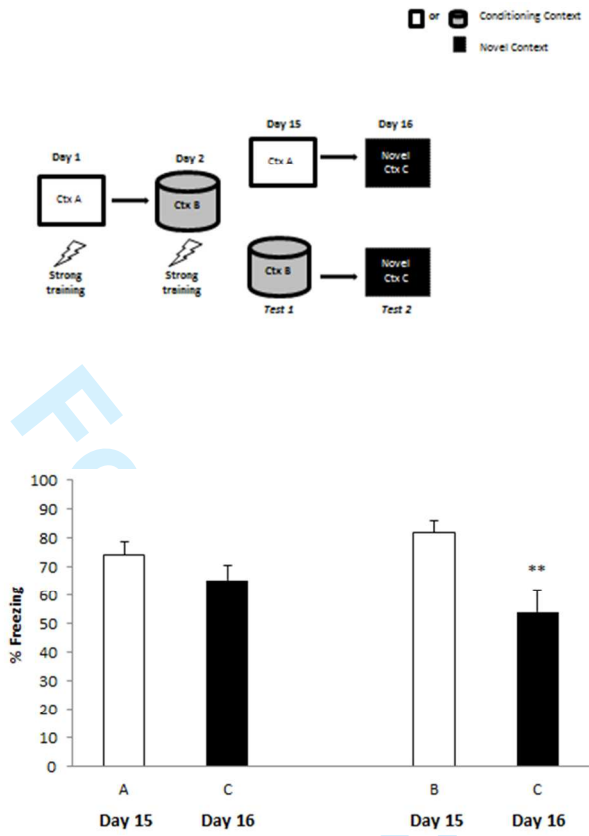 or Conditioning Context
Novel Context
Day 15 Day 16
Day 1 Day 2
Ctx A
Novel
Ctx C
Ctx A
Ctx B
Strong
training
Strong
training
Ctx B
Novel
Ctx C
Test 1 Test 2
100
90
80
70
60
50
40
30
20
10
0
% Freezing
**
A C B C
Day 15 Day 16 Day 15 Day 16